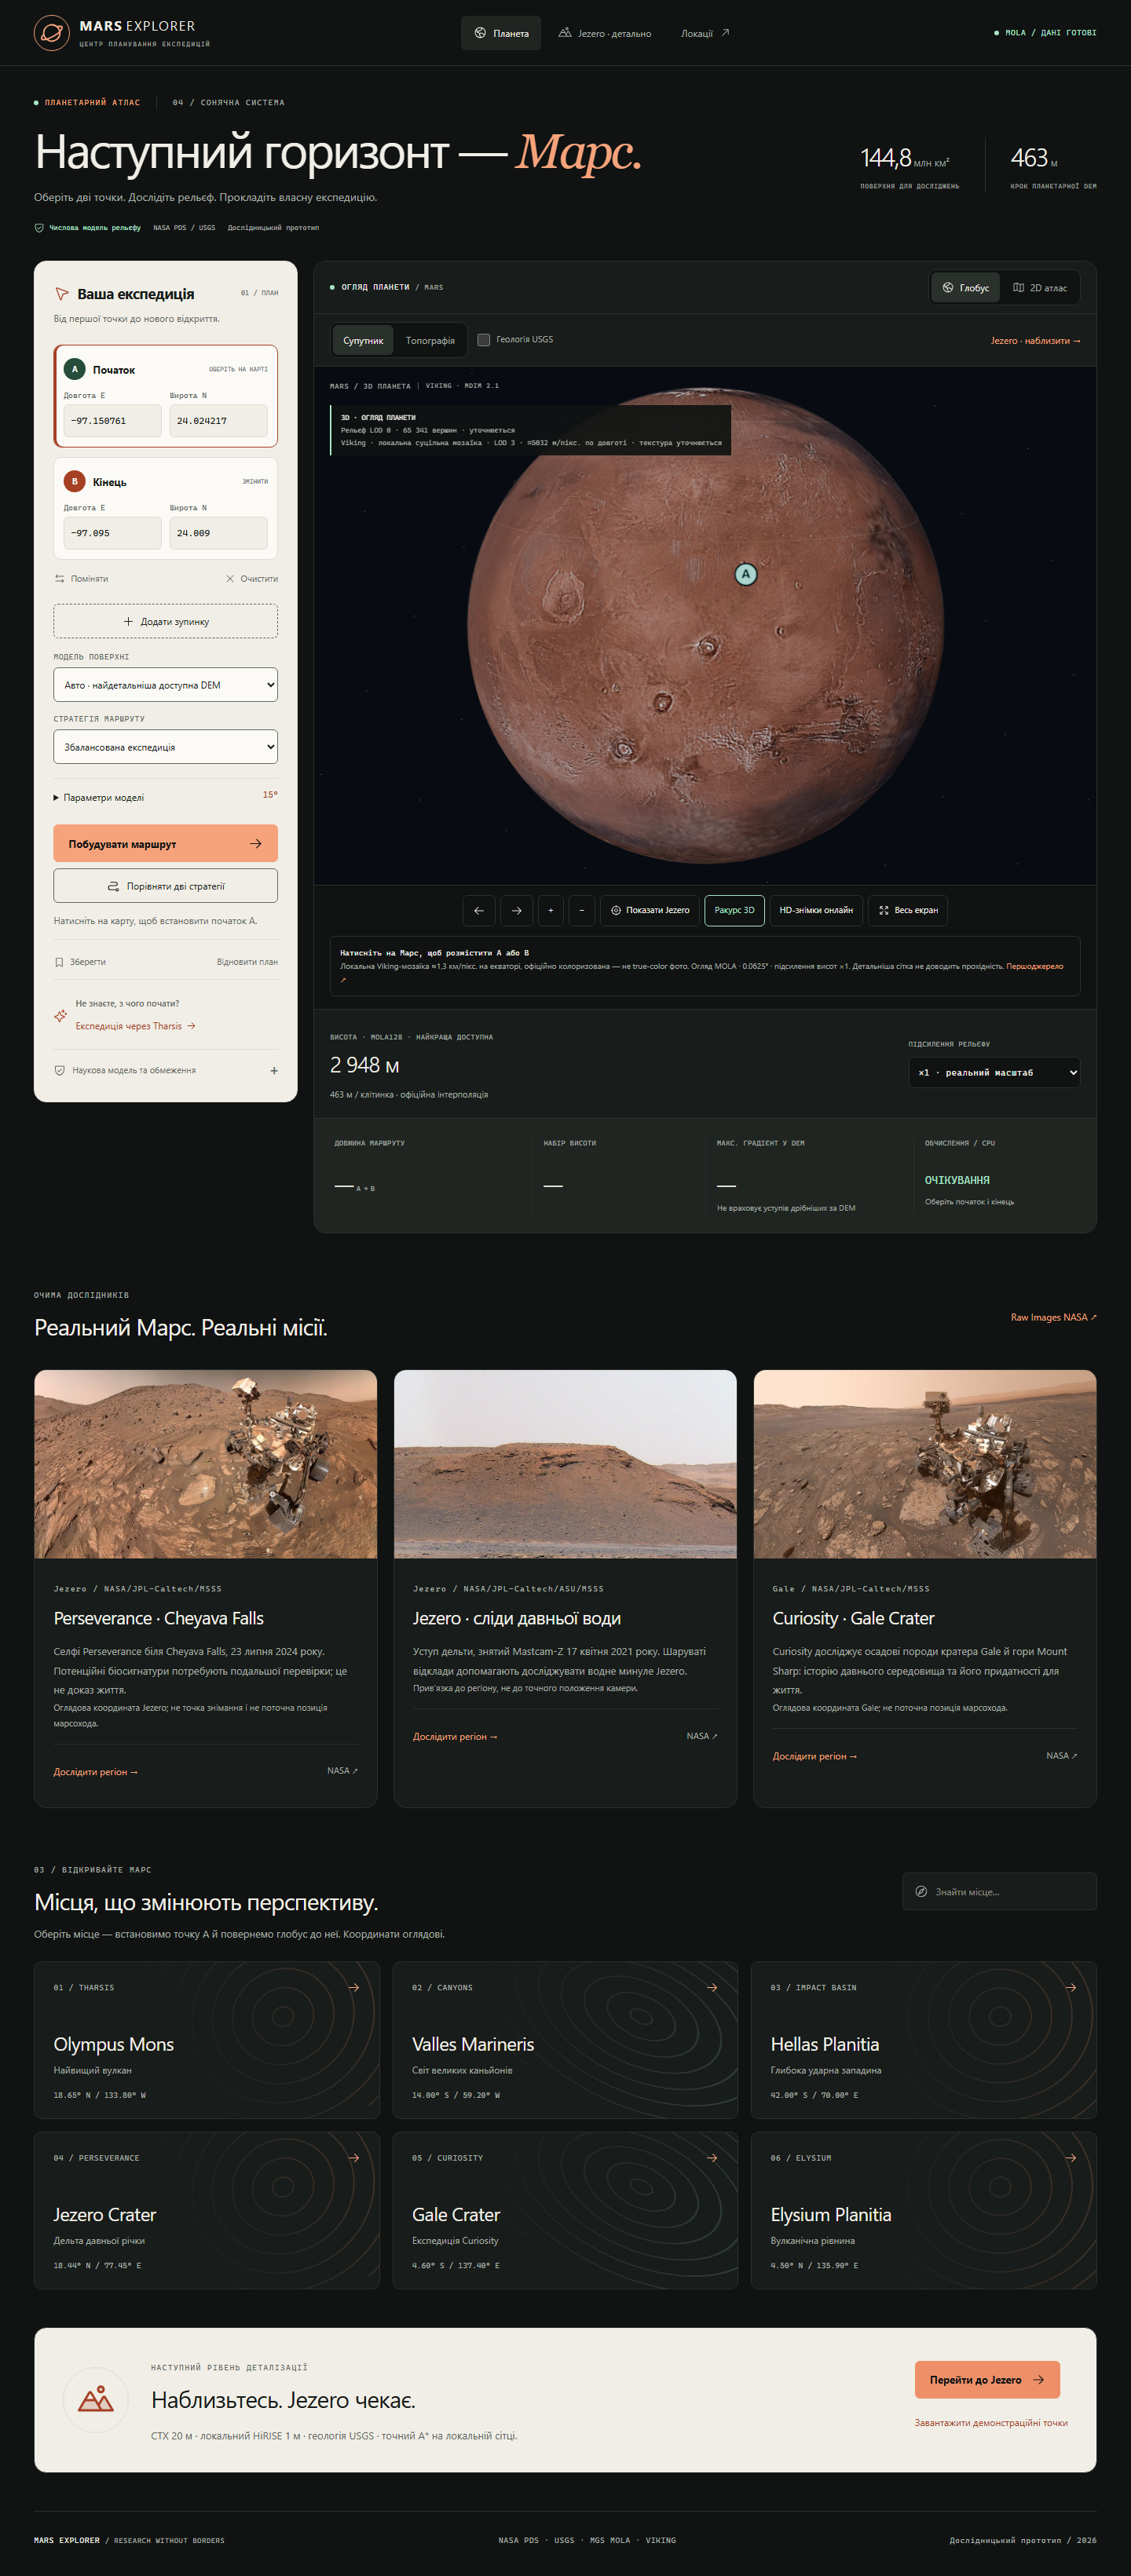 MARS EXPLORER
ЦЕНТР ПЛАНУВАННЯ ЕКСПЕДИЦІЙ
Планета
Jezero · детально
Локації ↗
MOLA / ДАНІ ГОТОВІ
ПЛАНЕТАРНИЙ АТЛАС
04 / СОНЯЧНА СИСТЕМА
Наступний горизонт — Марс.
Оберіть дві точки. Дослідіть рельєф. Прокладіть власну експедицію.
144,8 МЛН КМ²
ПОВЕРХНЯ ДЛЯ ДОСЛІДЖЕНЬ
463 М
КРОК ПЛАНЕТАРНОЇ DEM
Числова модель рельєфу
NASA PDS / USGS
Дослідницький прототип
Ваша експедиція
01 / ПЛАН
Від першої точки до нового відкриття.
A
Початок
ОБЕРІТЬ НА КАРТІ
Довгота E
Широта N
-97.150761
24.024217
B
Кінець
ЗМІНИТИ
Довгота E
Широта N
-97.095
24.009
Поміняти
Очистити
+ Додати зупинку
МОДЕЛЬ ПОВЕРХНІ
Авто · найдетальніша доступна DEM
СТРАТЕГІЯ МАРШРУТУ
Збалансована експедиція
Параметри моделі
15°
Побудувати маршрут →
Порівняти дві стратегії
Натисніть на карту, щоб встановити початок A.
Зберегти
Відновити план
Не знаєте, з чого почати?
Експедиція через Tharsis →
Наукова модель та обмеження
+
ОГЛЯД ПЛАНЕТИ / MARS
Глобус
2D атлас
Супутник
Топографія
Геологія USGS
Jezero · наблизити →
MARS / 3D ПЛАНЕТА | VIKING · MDIM 2.1
3D · ОГЛЯД ПЛАНЕТИ
Рельєф LOD 0 · 65 341 вершин · уточнюється
Viking · локальна суцільна мозаїка · LOD 3 · ≈5032 м/пікс. по довготі · текстура уточнюється
A
←
→
+
−
Показати Jezero
Ракурс 3D
HD-знімки онлайн
Весь екран
Натисніть на Марс, щоб розмістити A або B
Локальна Viking-мозаїка ≈1,3 км/пікс. на екваторі, офіційно колоризована — не true-color фото. Огляд MOLA · 0.0625° · підсилення висот ×1. Детальніша сітка не доводить прохідність. Першоджерело
↗
ВИСОТА · MOLA128 · НАЙКРАЩА ДОСТУПНА
2 948 м
463 м / клітинка · офіційна інтерполяція
ПІДСИЛЕННЯ РЕЛЬЄФУ
×1 · реальний масштаб
ДОВЖИНА МАРШРУТУ
— A → B
НАБІР ВИСОТИ
—
МАКС. ГРАДІЄНТ У DEM
—
Не враховує уступів дрібніших за DEM
ОБЧИСЛЕННЯ / CPU
ОЧІКУВАННЯ
Оберіть початок і кінець
ОЧИМА ДОСЛІДНИКІВ
Реальний Марс. Реальні місії.
Raw Images NASA ↗
Jezero / NASA/JPL-Caltech/MSSS
Perseverance · Cheyava Falls
Селфі Perseverance біля Cheyava Falls, 23 липня 2024 року.
Потенційні біосигнатури потребують подальшої перевірки; це
не доказ життя.
Оглядова координата Jezero; не точка знімання і не поточна позиція
марсохода.
Дослідити регіон →
NASA ↗
Jezero / NASA/JPL-Caltech/ASU/MSSS
Jezero · сліди давньої води
Уступ дельти, знятий Mastcam-Z 17 квітня 2021 року. Шаруваті
відклади допомагають досліджувати водне минуле Jezero.
Прив'язка до регіону, не до точного положення камери.
Дослідити регіон →
NASA ↗
Gale / NASA/JPL-Caltech/MSSS
Curiosity · Gale Crater
Curiosity досліджує осадові породи кратера Gale й гори Mount
Sharp: історію давнього середовища та його придатності для
життя.
Оглядова координата Gale; не поточна позиція марсохода.
Дослідити регіон →
NASA ↗
03 / ВІДКРИВАЙТЕ МАРС
Місця, що змінюють перспективу.
Оберіть місце — встановимо точку A й повернемо глобус до неї. Координати оглядові.
Знайти місце...
01 / THARSIS
→
Olympus Mons
Найвищий вулкан
18.65° N / 133.80° W
02 / CANYONS
→
Valles Marineris
Світ великих каньйонів
14.00° S / 59.20° W
03 / IMPACT BASIN
→
Hellas Planitia
Глибока ударна западина
42.00° S / 70.00° E
04 / PERSEVERANCE
→
Jezero Crater
Дельта давньої річки
18.44° N / 77.45° E
05 / CURIOSITY
→
Gale Crater
Експедиція Curiosity
4.60° S / 137.40° E
06 / ELYSIUM
→
Elysium Planitia
Вулканічна рівнина
4.50° N / 135.90° E
НАСТУПНИЙ РІВЕНЬ ДЕТАЛІЗАЦІЇ
Наблизьтесь. Jezero чекає.
CTX 20 м · локальний HiRISE 1 м · геологія USGS · точний A* на локальній сітці.
Перейти до Jezero →
Завантажити демонстраційні точки
MARS EXPLORER / RESEARCH WITHOUT BORDERS
NASA PDS · USGS · MGS MOLA · VIKING
Дослідницький прототип / 2026